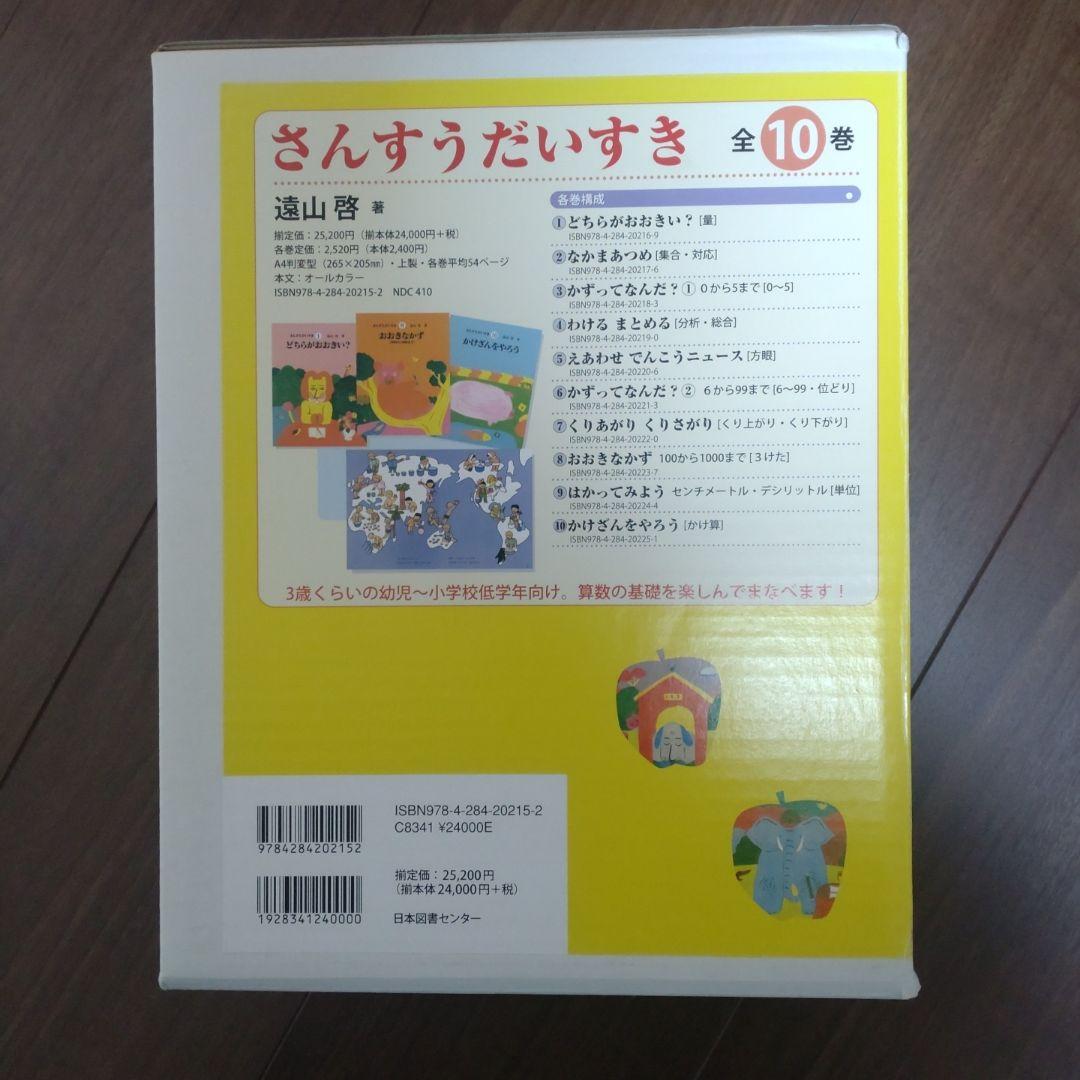 さんすうだいすき 全10巻
遠山 啓 著
揃定価：25,200円（揃本体24,000円＋税）
各巻定価：2,520円（本体2,400円）
A4判変型（265×205㎜）・上製・各巻平均54ページ
本文：オールカラー
ISBN978-4-284-20215-2 NDC 410
どちらがおおきい？
おおきなかず
かけざんをやろう
各巻構成
①どちらがおおきい？［量］
ISBN978-4-284-20216-9
②なかまあつめ［集合・対応］
ISBN978-4-284-20217-6
③かずってなんだ？① 0から5まで［0〜5］
ISBN978-4-284-20218-3
④わける まとめる［分析・総合］
ISBN978-4-284-20219-0
⑤えあわせ でんこうニュース［方眼］
ISBN978-4-284-20220-6
⑥かずってなんだ？② 6から99まで［6〜99・位どり］
ISBN978-4-284-20221-3
⑦くりあがり くりさがり［くり上がり・くり下がり］
ISBN978-4-284-20222-0
⑧おおきなかず 100から1000まで［３けた］
ISBN978-4-284-20223-7
⑨はかってみよう センチメートル・デシリットル［単位］
ISBN978-4-284-20224-4
⑩かけざんをやろう［かけ算］
ISBN978-4-284-20225-1
3歳くらいの幼児〜小学校低学年向け。算数の基礎を楽しんでまなべます！
ISBN978-4-284-20215-2
C8341 ¥24000E
9784284202152
揃定価：25,200円
（揃本体24,000円＋税）
1928341240000
日本図書センター